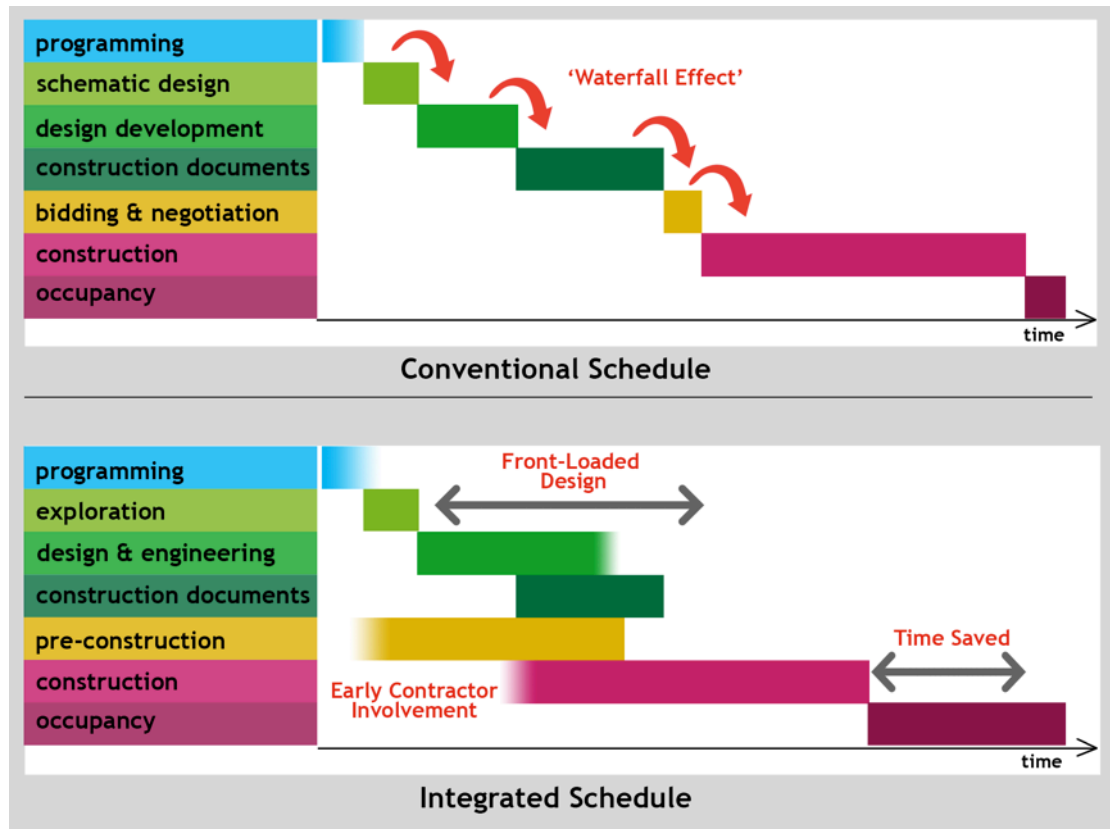 programming
schematic design
design development
construction documents
bidding & negotiation
construction
occupancy
'Waterfall Effect'
time
Conventional Schedule
programming
exploration
design & engineering
construction documents
pre-construction
construction
occupancy
Front-Loaded
Design
Time Saved
Early Contractor
Involvement
time
Integrated Schedule